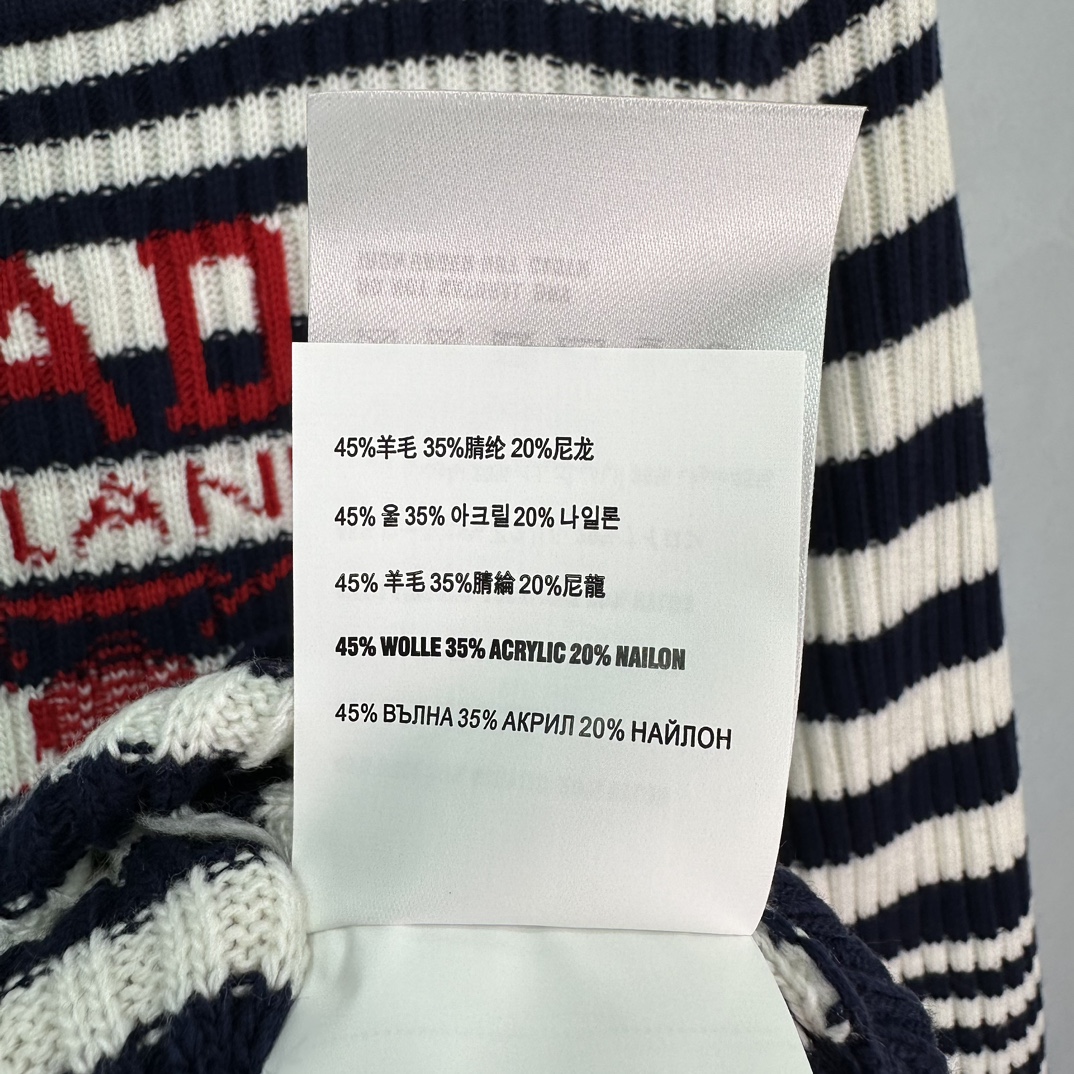 AD
IAN
45%羊毛 35%腈纶 20%尼龙
45% 울 35% 아크릴 20% 나일론
45% 羊毛 35%腈綸 20%尼龍
45% WOLLE 35% ACRYLIC 20% NAILON
45% ВЪЛНА 35% АКРИЛ 20% НАЙЛОН